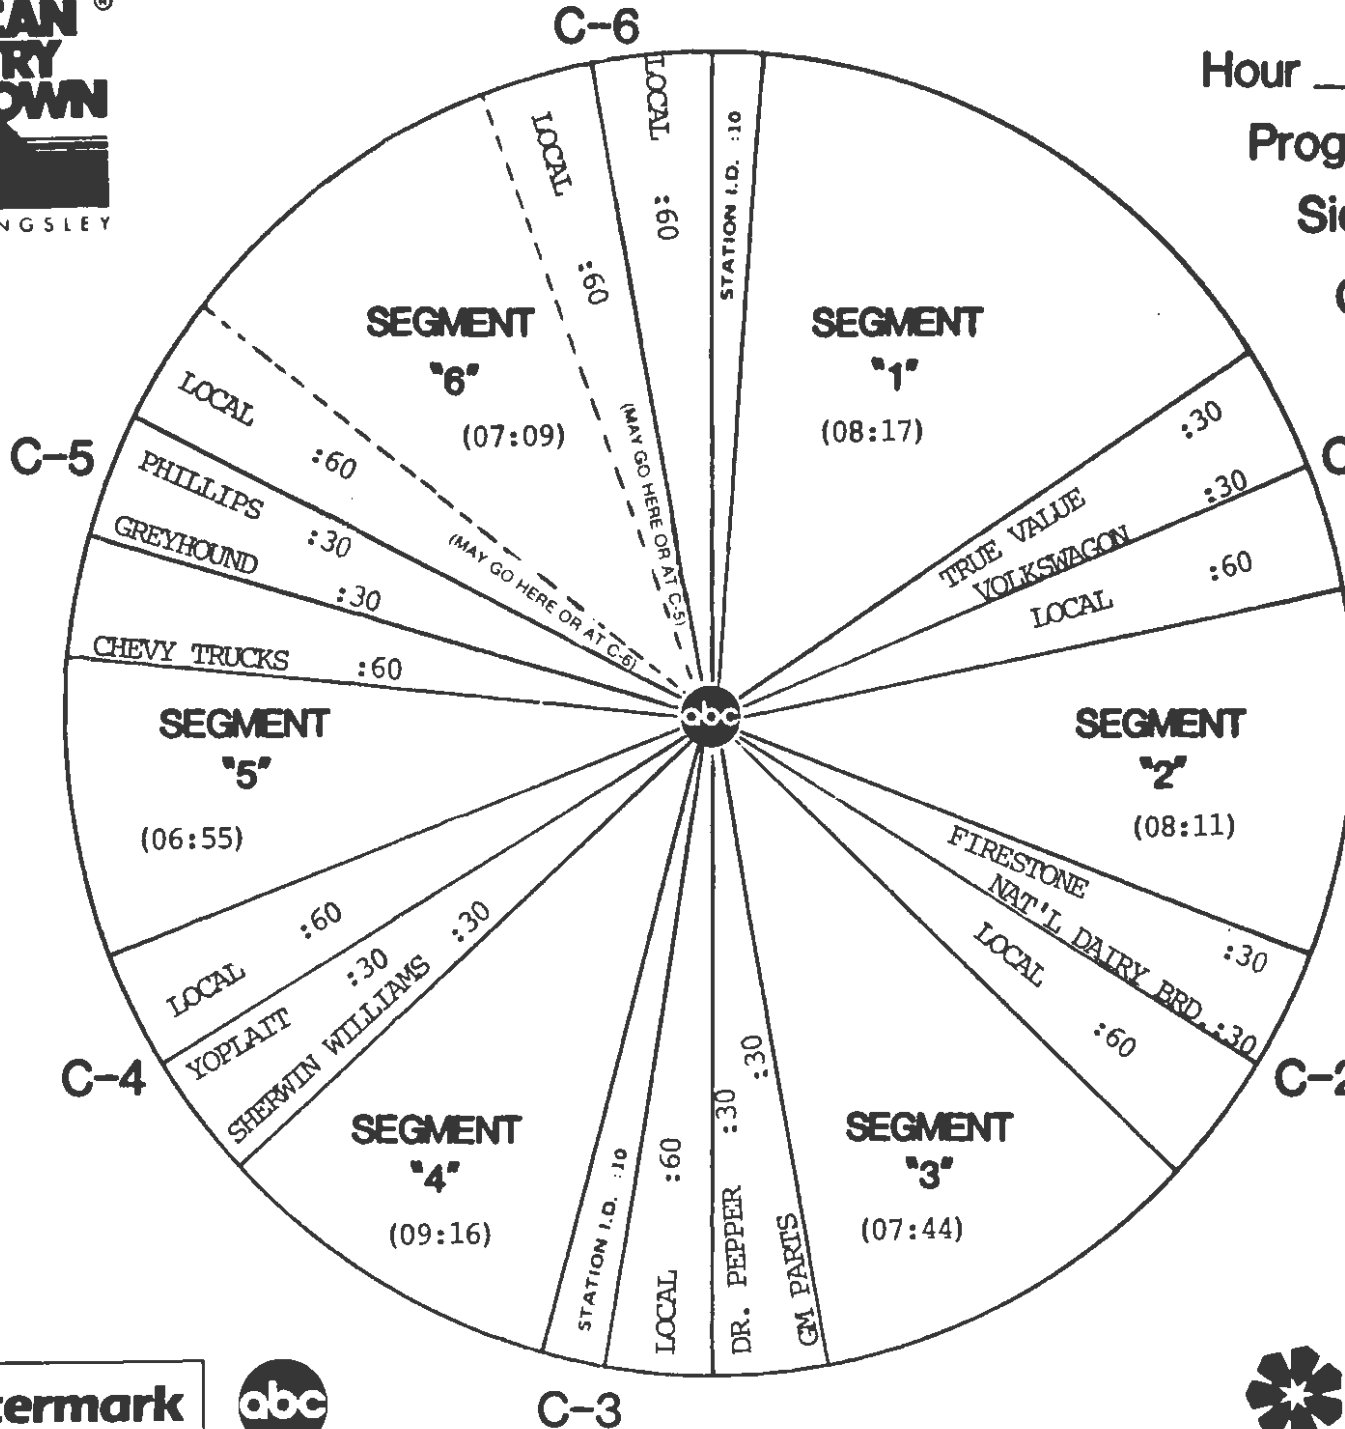 C-6
LOCAL :60
STATION I.D. :10
SEGMENT
"1"
(08:17)
TRUE VALUE :30
VOLKSWAGON :30
LOCAL :60
SEGMENT
"2"
(08:11)
FIRESTONE :30
NAT'L DAIRY BRD. :30
LOCAL :60
C-2
SEGMENT
"3"
(07:44)
GM PARTS :30
DR. PEPPER :30
LOCAL :60
STATION I.D. :10
C-3
SEGMENT
"4"
(09:16)
SHERWIN WILLIAMS :30
YOPLAIT :30
LOCAL :60
C-4
SEGMENT
"5"
(06:55)
CHEVY TRUCKS :60
GREYHOUND :30
PHILLIPS :30
C-5
LOCAL :60
(MAY GO HERE OR AT C-6)
SEGMENT
"6"
(07:09)
LOCAL :60
(MAY GO HERE OR AT C-5)
abc
Hour
abc